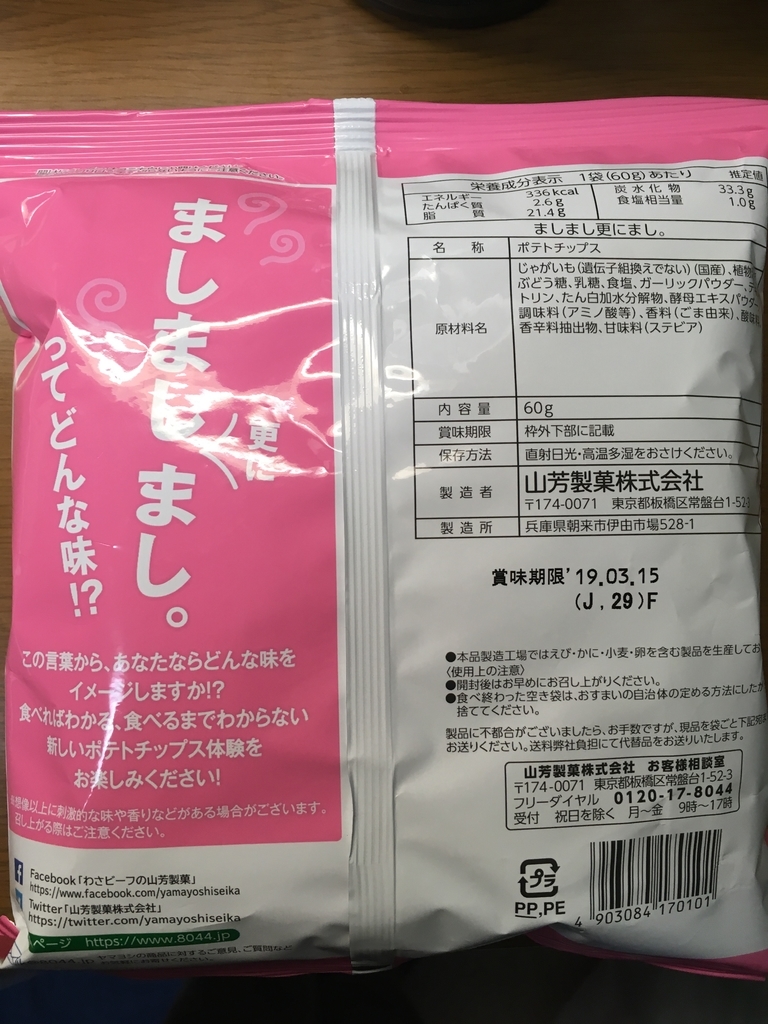 ましましまし。
更に
ってどんな味!?
この言葉から、あなたならどんな味を
イメージしますか!?
食べればわかる、食べるまでわからない
新しいポテトチップス体験を
お楽しみください!
※想像以上に刺激的な味や香りなどがある場合がございます。
召し上がる際はご注意ください。
Facebook「わさビーフの山芳製菓」
https://www.facebook.com/yamayoshiseika
Twitter「山芳製菓株式会社」
https://twitter.com/yamayoshiseika
ページ https://www.8044.jp
栄養成分表示 1袋(60g)あたり 推定値
エネルギー 336kcal 炭水化物 33.3g
たんぱく質 2.6g 食塩相当量 1.0g
脂質 21.4g
ましまし更にまし。
名称 ポテトチップス
原材料名 じゃがいも(遺伝子組換えでない)(国産)、植物
ぶどう糖、乳糖、食塩、ガーリックパウダー、デ
トリン、たん白加水分解物、酵母エキスパウダ
調味料(アミノ酸等)、香料(ごま由来)、酸味
香辛料抽出物、甘味料(ステビア)
内容量 60g
賞味期限 枠外下部に記載
保存方法 直射日光・高温多湿をおさけください。
製造者 山芳製菓株式会社
〒174-0071 東京都板橋区常盤台1-52-
製造所 兵庫県朝来市伊由市場528-1
賞味期限'19.03.15
(J,29)F
●本品製造工場ではえび・かに・小麦・卵を含む製品を生産してお
〈使用上の注意〉
●開封後はお早めにお召し上がりください。
●食べ終わった空き袋は、おすまいの自治体の定める方法にした
捨ててください。
製品に不都合がございましたら、お手数ですが、現品を袋ごと下記宛
お送りください。送料弊社負担にて代替品をお送りいたします。
山芳製菓株式会社 お客様相談室
〒174-0071 東京都板橋区常盤台1-52-3
フリーダイヤル 0120-17-8044
受付 祝日を除く 月〜金 9時〜17時
プラ
PP,PE
4 903084 170101